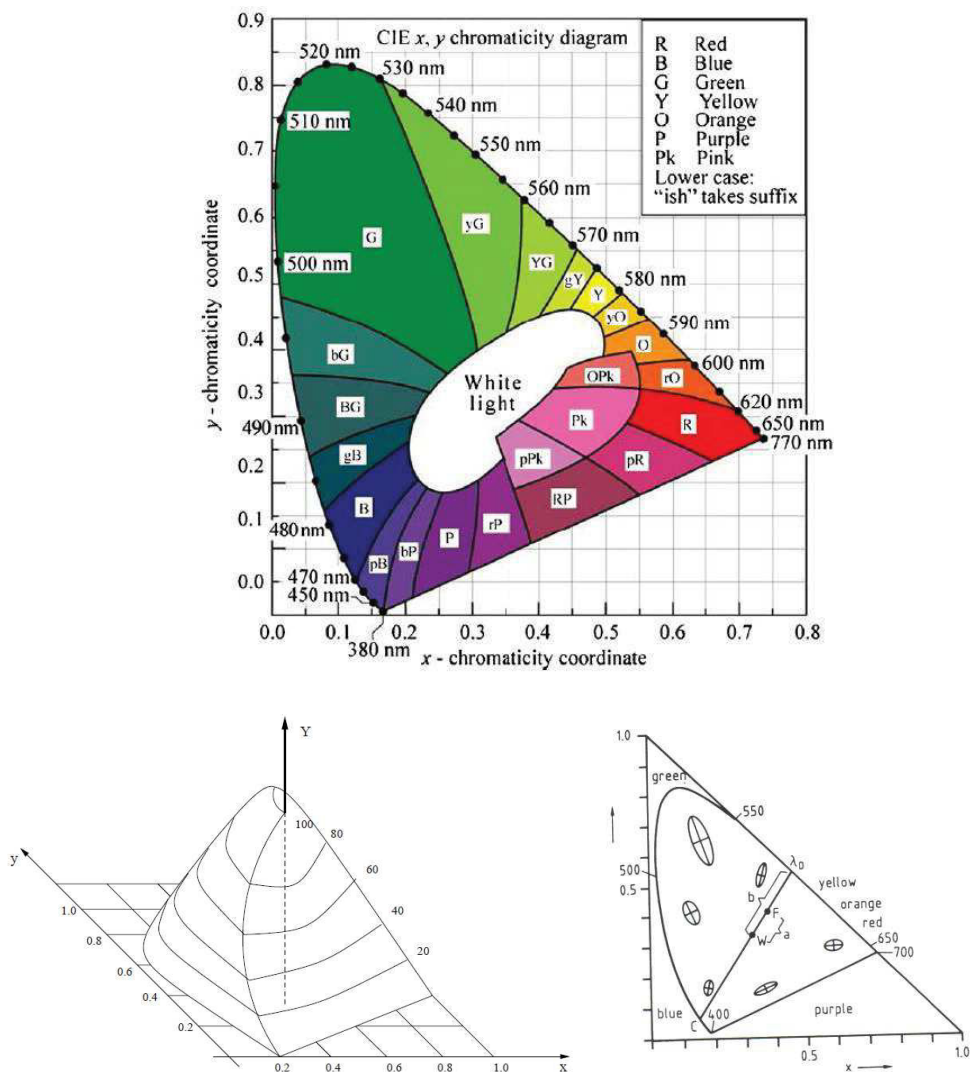 CIE x, y chromaticity diagram
R Red
B Blue
G Green
Y Yellow
O Orange
P Purple
Pk Pink
Lower case:
“ish” takes suffix
y - chromaticity coordinate
0.9
0.8
0.7
0.6
0.5
0.4
0.3
0.2
0.1
0.0
520 nm
530 nm
540 nm
550 nm
560 nm
570 nm
580 nm
590 nm
600 nm
620 nm
650 nm
770 nm
510 nm
500 nm
490 nm
480 nm
470 nm
450 nm
380 nm
G
yG
YG
gY
Y
yO
O
rO
OPk
R
Pk
pPk
pR
RP
rP
P
bP
pB
B
gB
BG
bG
White
light
0.0 0.1 0.2 0.3 0.4 0.5 0.6 0.7 0.8
x - chromaticity coordinate
Y
y
1.0
0.8
0.6
0.4
0.2
100
80
60
40
20
0.2 0.4 0.6 0.8 1.0
x
1.0
green
550
500
0.5
λD
yellow
orange
red
650
700
b
F
W
a
blue
C
400
purple
0.5
1.0
x